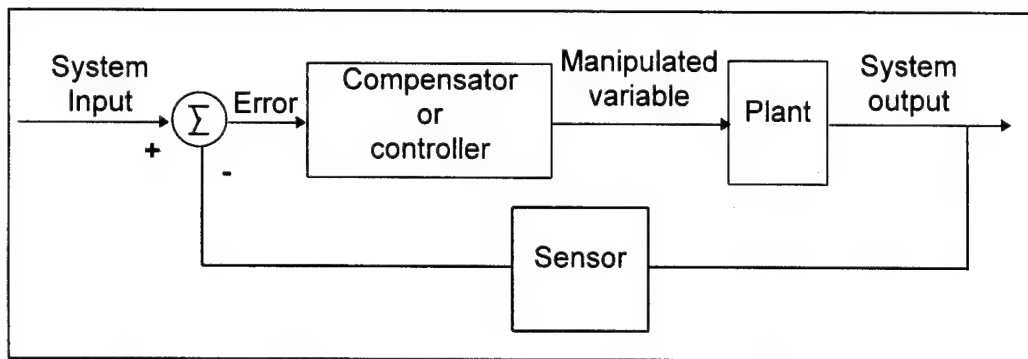 System
Input
+
Σ
-
Error
Compensator
or
controller
Manipulated
variable
Plant
System
output
Sensor